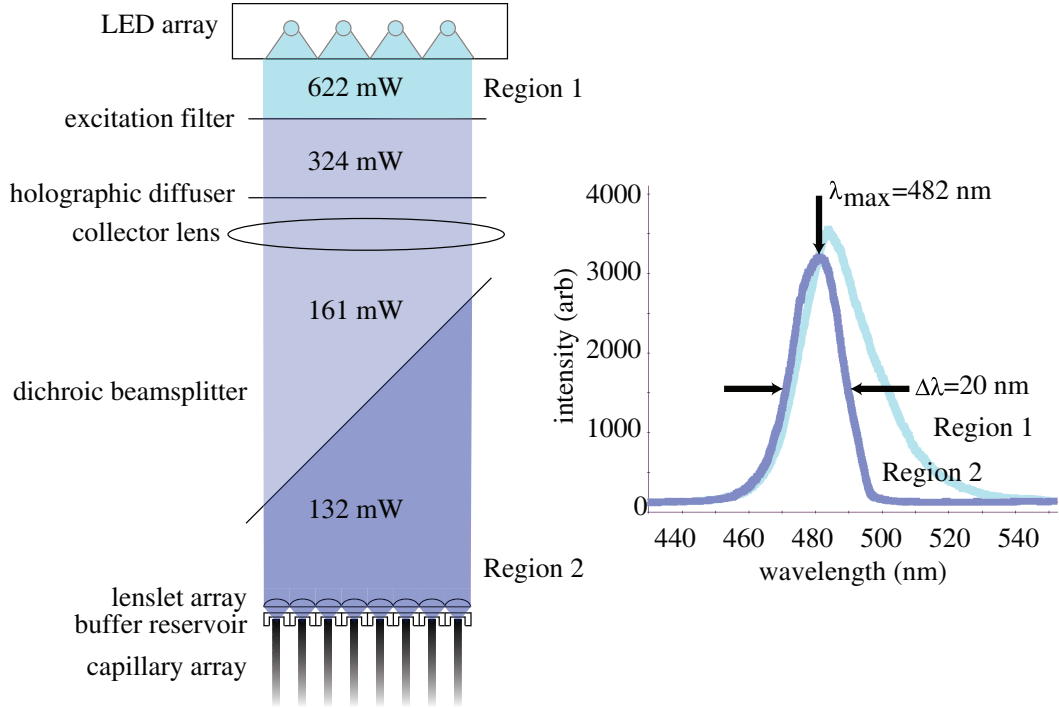 LED array
622 mW
Region 1
excitation filter
324 mW
holographic diffuser
collector lens
161 mW
dichroic beamsplitter
132 mW
Region 2
lenslet array
buffer reservoir
capillary array
4000
3000
2000
1000
0
intensity (arb)
λmax=482 nm
Δλ=20 nm
Region 1
Region 2
440 460 480 500 520 540
wavelength (nm)